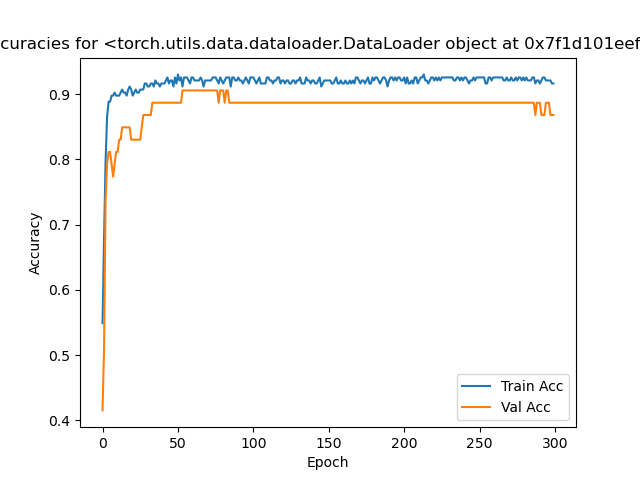 curacies for <torch.utils.data.dataloader.DataLoader object at 0x7f1d101eef
0.9
0.8
0.7
0.6
0.5
0.4
Accuracy
0
50
100
150
200
250
300
Epoch
Train Acc
Val Acc